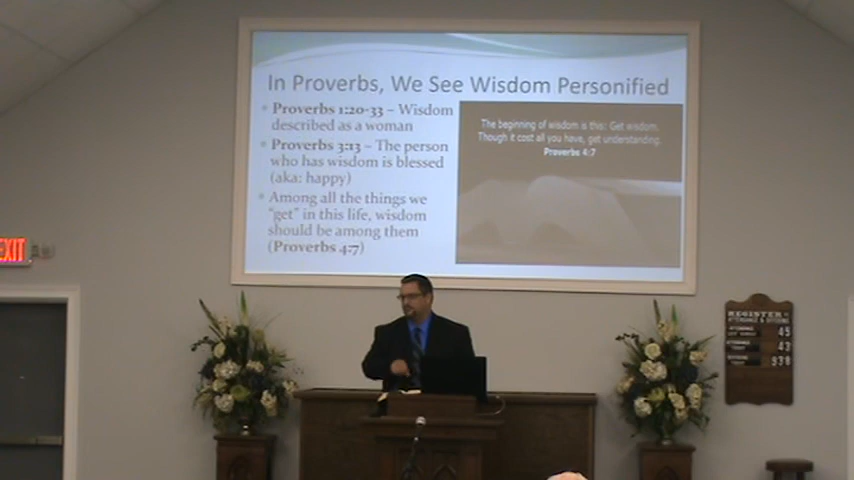 In Proverbs, We See Wisdom Personified
Proverbs 1:20-33 – Wisdom
described as a woman
Proverbs 3:13 – The person
who has wisdom is blessed
(aka: happy)
Among all the things we
"get" in this life, wisdom
should be among them
(Proverbs 4:7)
The beginning of wisdom is this: Get wisdom.
Though it cost all you have, get understanding.
Proverbs 4:7
EXIT
REGISTER
ATTENDANCE & OFFERING
45
43
938